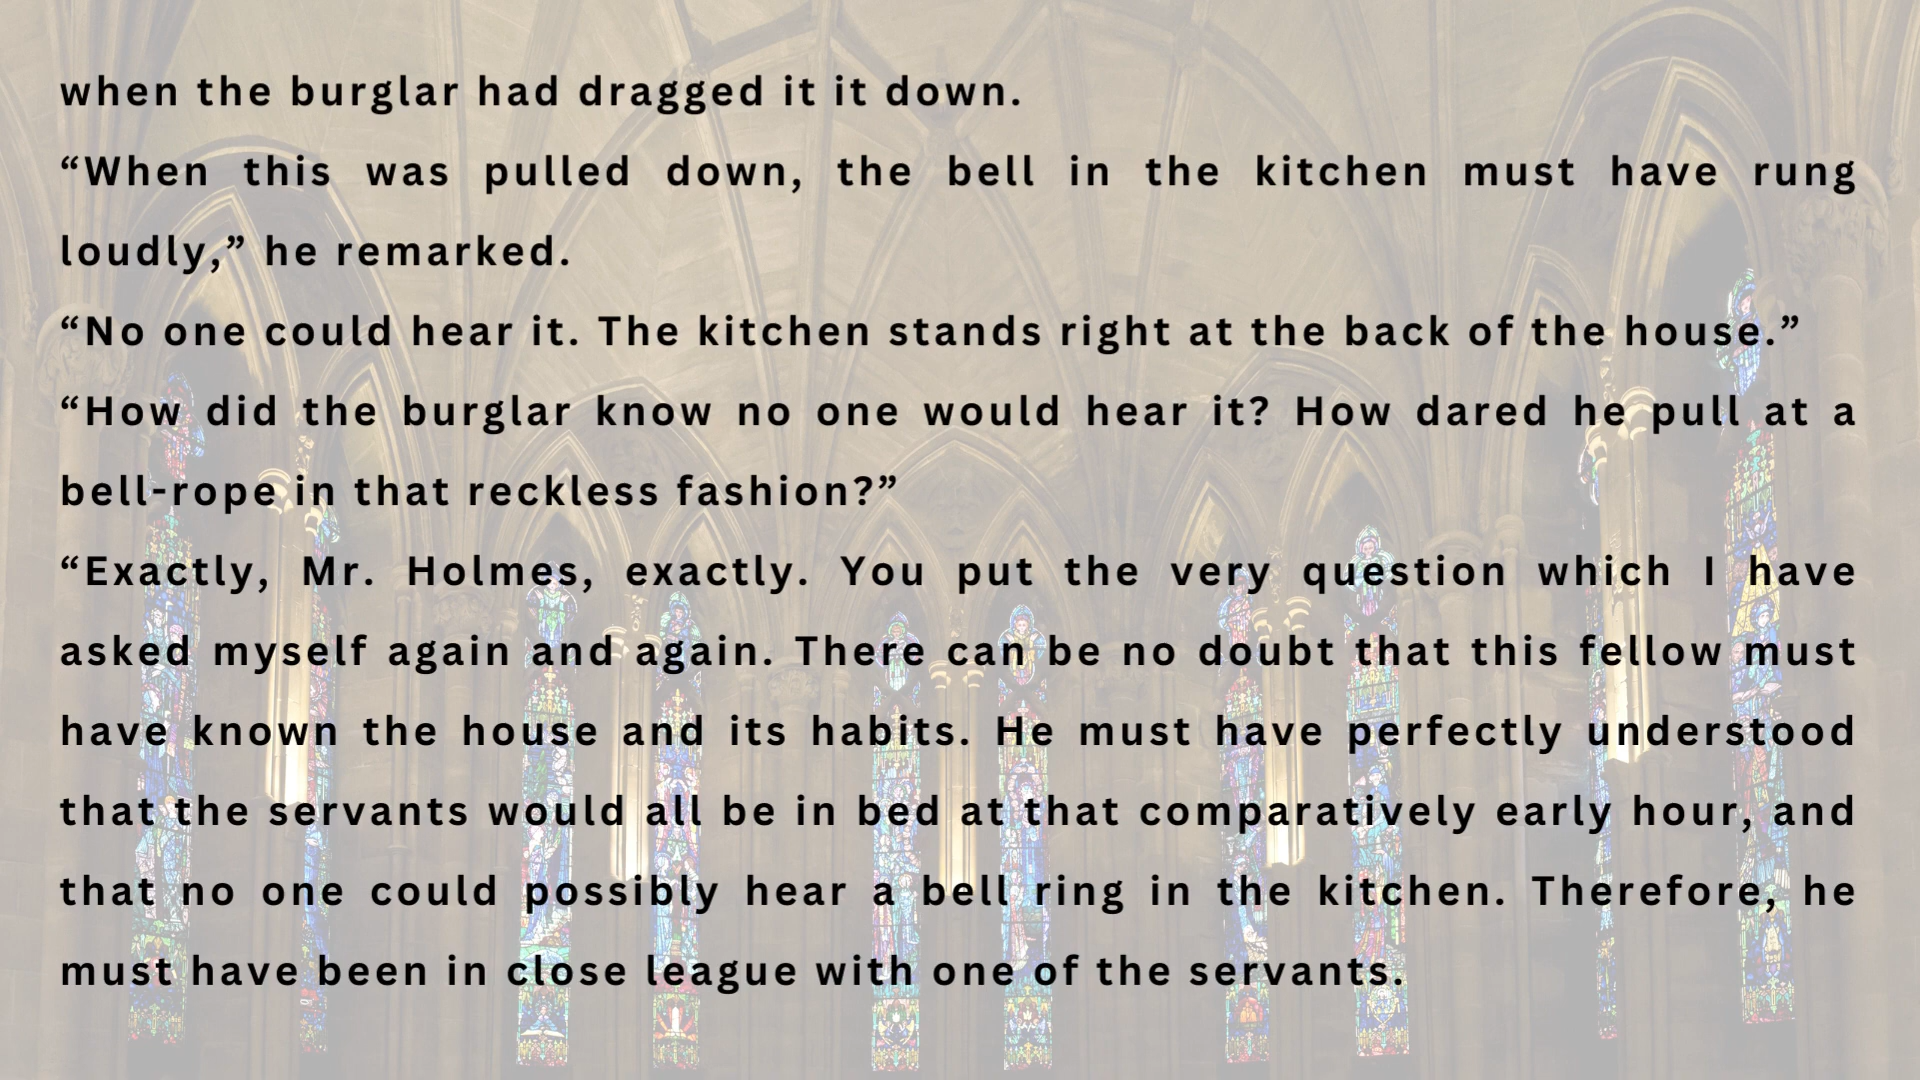 when the burglar had dragged it it down.
“When this was pulled down, the bell in the kitchen must have rung
loudly,” he remarked.
“No one could hear it. The kitchen stands right at the back of the house.”
“How did the burglar know no one would hear it? How dared he pull at a
bell-rope in that reckless fashion?”
“Exactly, Mr. Holmes, exactly. You put the very question which I have
asked myself again and again. There can be no doubt that this fellow must
have known the house and its habits. He must have perfectly understood
that the servants would all be in bed at that comparatively early hour, and
that no one could possibly hear a bell ring in the kitchen. Therefore, he
must have been in close league with one of the servants.